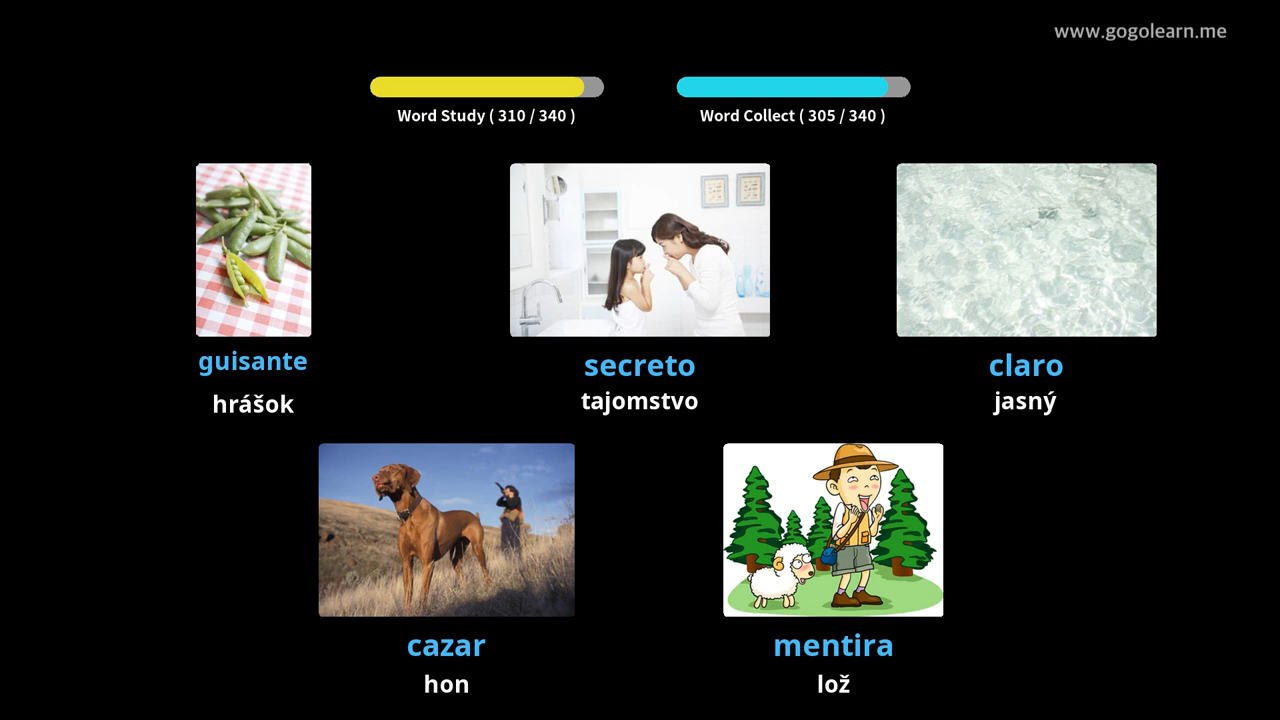 www.gogolearn.me
Word Study ( 310 / 340 )
Word Collect ( 305 / 340 )
guisante
hrášok
secreto
tajomstvo
claro
jasný
cazar
hon
mentira
lož